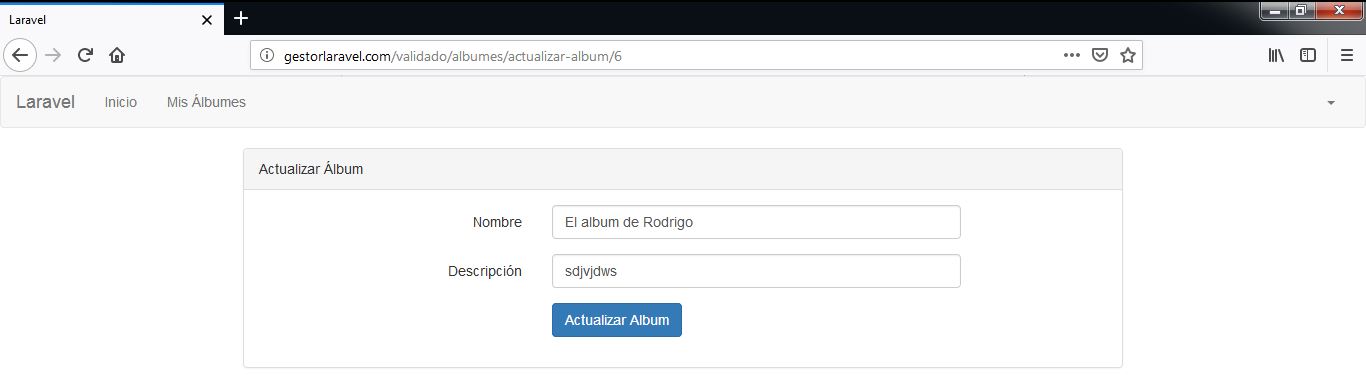 Laravel
gestorlaravel.com/validado/albumes/actualizar-album/6
Laravel Inicio Mis Álbumes
Actualizar Álbum
Nombre El album de Rodrigo
Descripción sdjvjdws
Actualizar Album